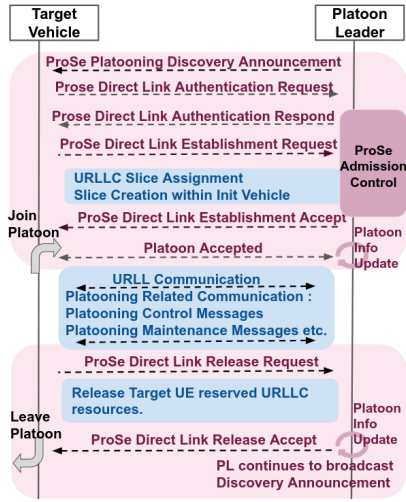 Target
Vehicle
Platoon
Leader
ProSe Platooning Discovery Announcement
Prose Direct Link Authentication Request
Prose Direct Link Authentication Respond
ProSe Direct Link Establishment Request
ProSe
Admission
Control
URLLC Slice Assignment
Slice Creation within Init Vehicle
ProSe Direct Link Establishment Accept
Join
Platoon
Platoon Accepted
Platoon
Info
Update
URLL Communication
Platooning Related Communication :
Platooning Control Messages
Platooning Maintenance Messages etc.
ProSe Direct Link Release Request
Release Target UE reserved URLLC
resources.
Leave
Platoon
ProSe Direct Link Release Accept
Platoon
Info
Update
PL continues to broadcast
Discovery Announcement